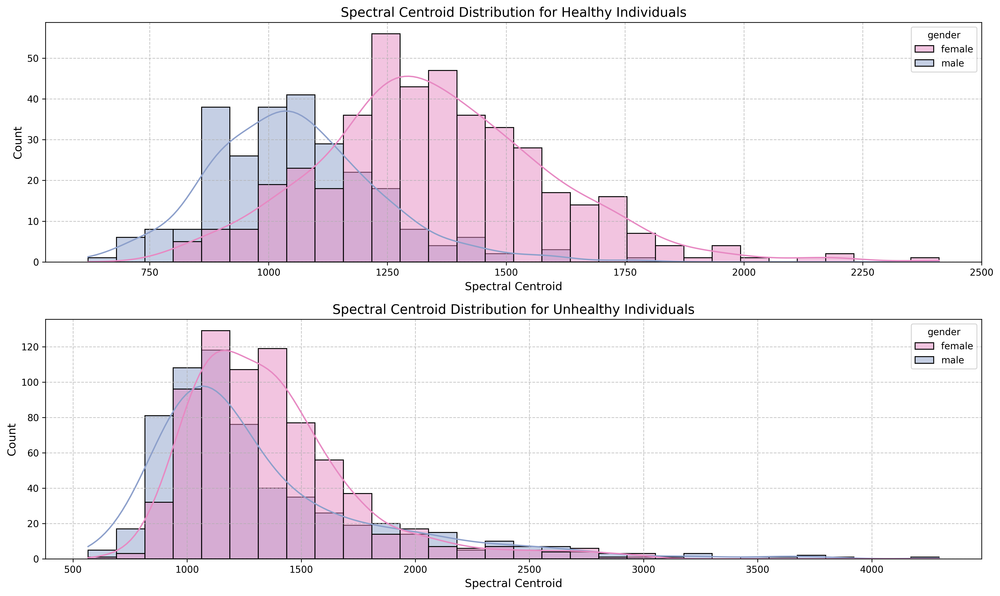 Spectral Centroid Distribution for Healthy Individuals
gender
female
male
Count
50
40
30
20
10
0
750 1000 1250 1500 1750 2000 2250 2500
Spectral Centroid
Spectral Centroid Distribution for Unhealthy Individuals
gender
female
male
Count
120
100
80
60
40
20
0
500 1000 1500 2000 2500 3000 3500 4000
Spectral Centroid